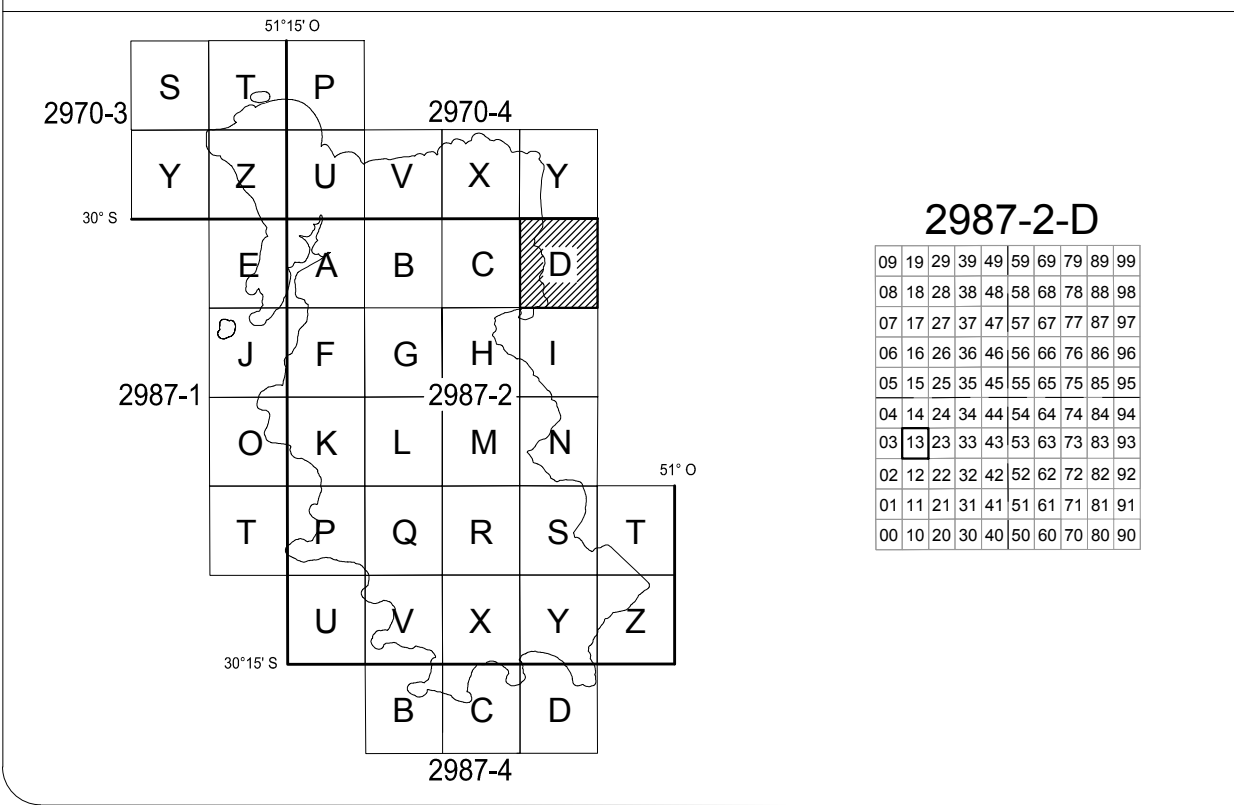 51°15' O
S T P
2970-3 2970-4
Y Z U V X Y
30° S
E A B C D
J F G H I
2987-1 2987-2
O K L M N
51° O
T P Q R S T
U V X Y Z
30°15' S
B C D
2987-4
2987-2-D
09 19 29 39 49 59 69 79 89 99
08 18 28 38 48 58 68 78 88 98
07 17 27 37 47 57 67 77 87 97
06 16 26 36 46 56 66 76 86 96
05 15 25 35 45 55 65 75 85 95
04 14 24 34 44 54 64 74 84 94
03 13 23 33 43 53 63 73 83 93
02 12 22 32 42 52 62 72 82 92
01 11 21 31 41 51 61 71 81 91
00 10 20 30 40 50 60 70 80 90